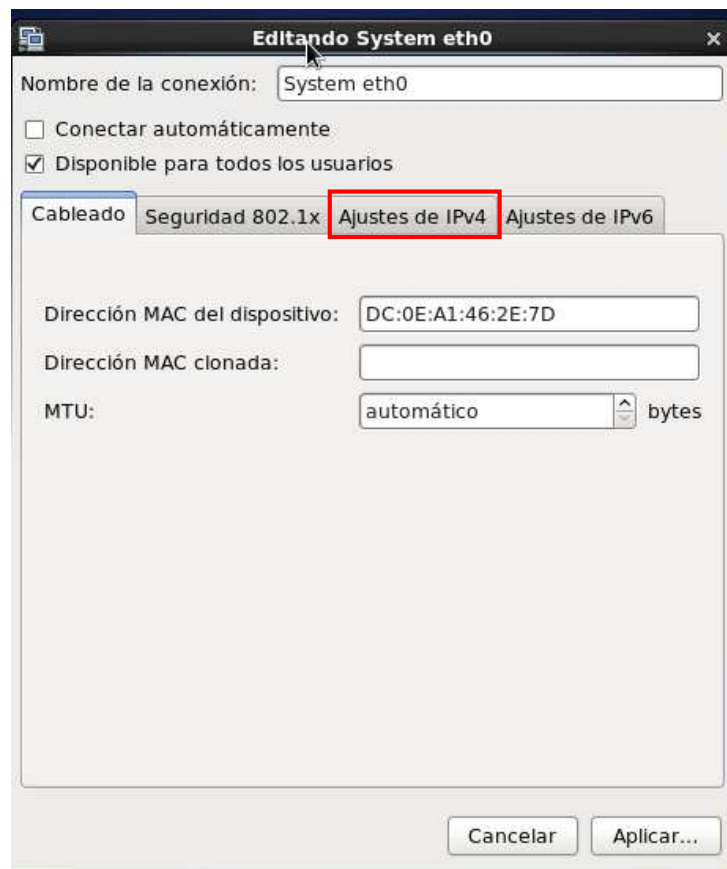 Editando System eth0
Nombre de la conexión: System eth0
Conectar automáticamente
Disponible para todos los usuarios
Cableado Seguridad 802.1x Ajustes de IPv4 Ajustes de IPv6
Dirección MAC del dispositivo: DC:0E:A1:46:2E:7D
Dirección MAC clonada:
MTU: automático bytes
Cancelar Aplicar...